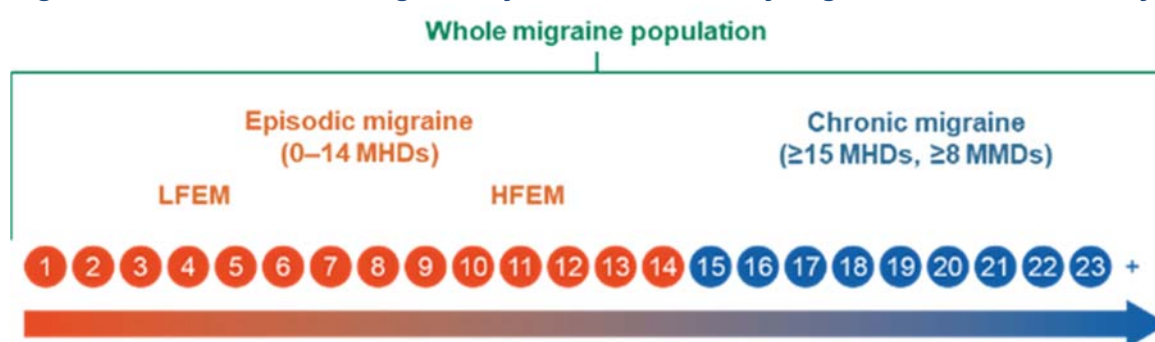 Whole migraine population
Episodic migraine
(0–14 MHDs)
Chronic migraine
(≥15 MHDs, ≥8 MMDs)
LFEM
HFEM
1 2 3 4 5 6 7 8 9 10 11 12 13 14 15 16 17 18 19 20 21 22 23 +